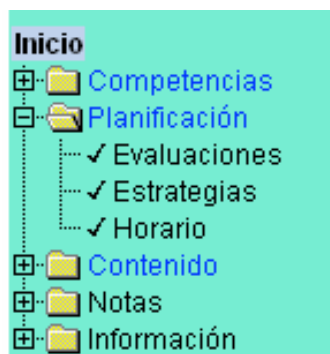 Inicio
Competencias
Planificación
Evaluaciones
Estrategias
Horario
Contenido
Notas
Información